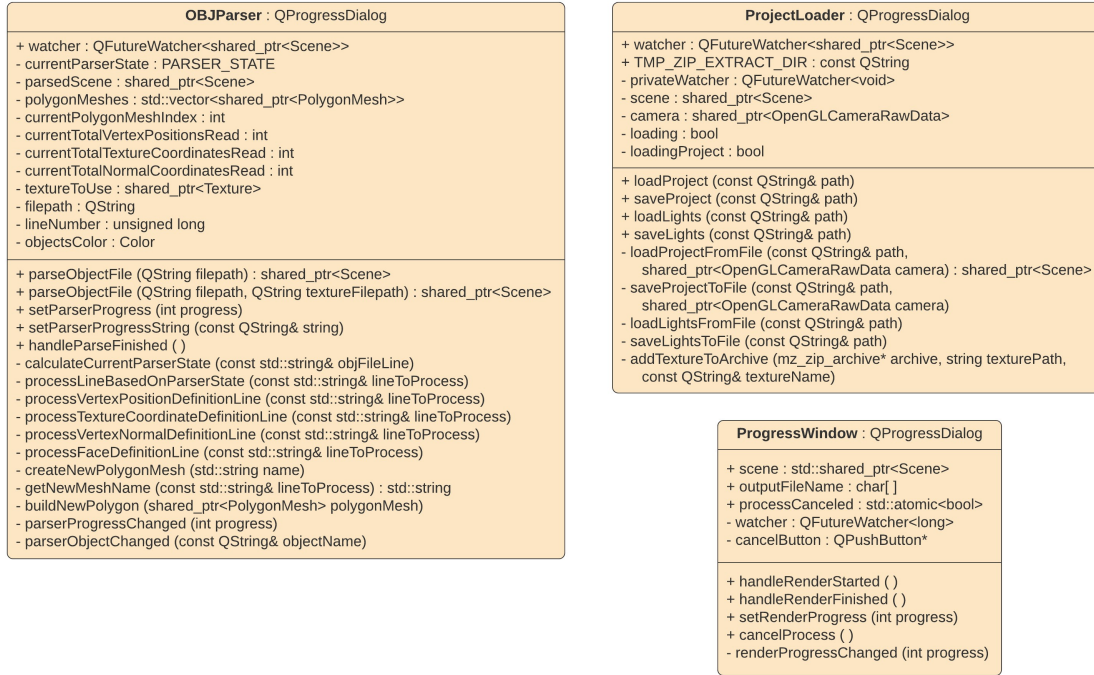 OBJParser : QProgressDialog
+ watcher : QFutureWatcher<shared_ptr<Scene>>
- currentParserState : PARSER_STATE
- parsedScene : shared_ptr<Scene>
- polygonMeshes : std::vector<shared_ptr<PolygonMesh>>
- currentPolygonMeshIndex : int
- currentTotalVertexPositionsRead : int
- currentTotalTextureCoordinatesRead : int
- currentTotalNormalCoordinatesRead : int
- textureToUse : shared_ptr<Texture>
- filepath : QString
- lineNumber : unsigned long
- objectsColor : Color
+ parseObjectFile (QString filepath) : shared_ptr<Scene>
+ parseObjectFile (QString filepath, QString textureFilepath) : shared_ptr<Scene>
+ setParserProgress (int progress)
+ setParserProgressString (const QString& string)
+ handleParseFinished ( )
- calculateCurrentParserState (const std::string& objFileLine)
- processLineBasedOnParserState (const std::string& lineToProcess)
- processVertexPositionDefinitionLine (const std::string& lineToProcess)
- processTextureCoordinateDefinitionLine (const std::string& lineToProcess)
- processVertexNormalDefinitionLine (const std::string& lineToProcess)
- processFaceDefinitionLine (const std::string& lineToProcess)
- createNewPolygonMesh (std::string name)
- getNewMeshName (const std::string& lineToProcess) : std::string
- buildNewPolygon (shared_ptr<PolygonMesh> polygonMesh)
- parserProgressChanged (int progress)
- parserObjectChanged (const QString& objectName)
ProjectLoader : QProgressDialog
+ watcher : QFutureWatcher<shared_ptr<Scene>>
+ TMP_ZIP_EXTRACT_DIR : const QString
- privateWatcher : QFutureWatcher<void>
- scene : shared_ptr<Scene>
- camera : shared_ptr<OpenGLCameraRawData>
- loading : bool
- loadingProject : bool
+ loadProject (const QString& path)
+ saveProject (const QString& path)
+ loadLights (const QString& path)
+ saveLights (const QString& path)
- loadProjectFromFile (const QString& path,
shared_ptr<OpenGLCameraRawData camera) : shared_ptr<Scene>
- saveProjectToFile (const QString& path,
shared_ptr<OpenGLCameraRawData camera)
- loadLightsFromFile (const QString& path)
- saveLightsToFile (const QString& path)
- addTextureToArchive (mz_zip_archive* archive, string texturePath,
const QString& textureName)
ProgressWindow : QProgressDialog
+ scene : std::shared_ptr<Scene>
+ outputFileName : char[ ]
+ processCanceled : std::atomic<bool>
- watcher : QFutureWatcher<long>
- cancelButton : QPushButton*
+ handleRenderStarted ( )
+ handleRenderFinished ( )
+ setRenderProgress (int progress)
+ cancelProcess ( )
- renderProgressChanged (int progress)